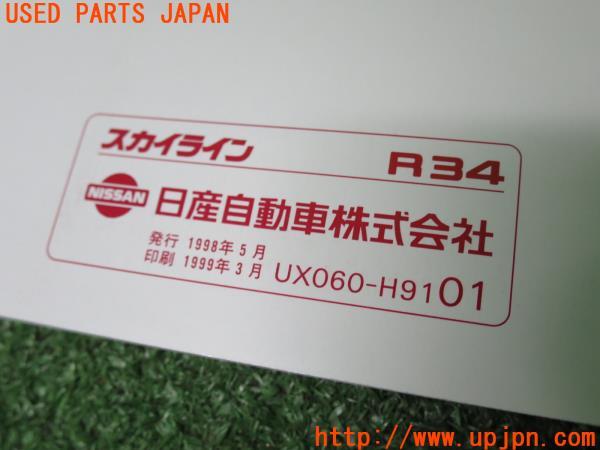 USED PARTS JAPAN
スカイライン R34
NISSAN 日産自動車株式会社
発行 1998年5月
印刷 1999年3月 UX060-H9101
http://www.upjpn.com